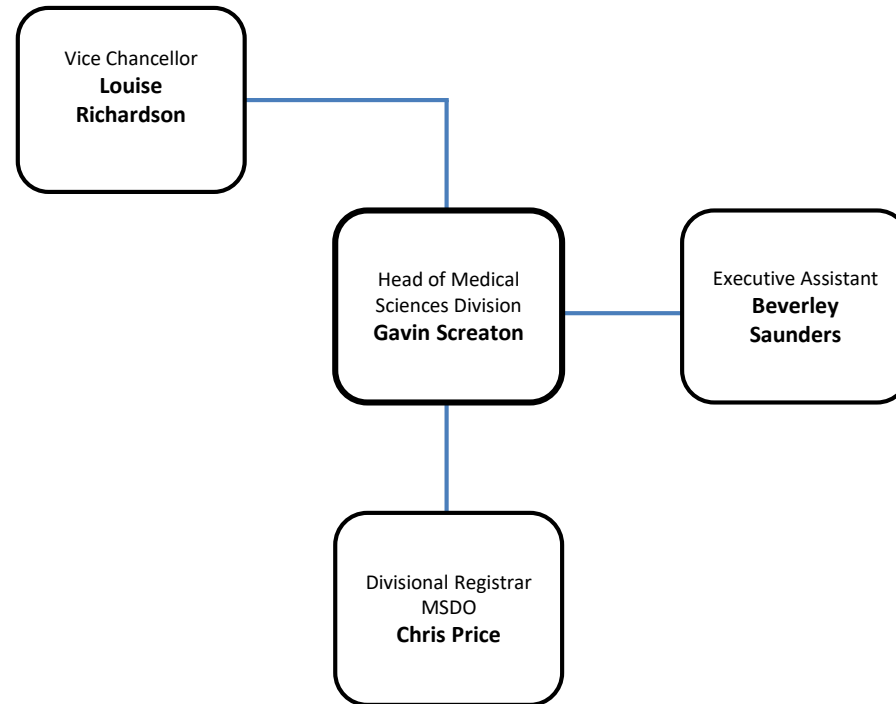 Vice Chancellor
Louise
Richardson
Head of Medical
Sciences Division
Gavin Screaton
Executive Assistant
Beverley
Saunders
Divisional Registrar
MSDO
Chris Price